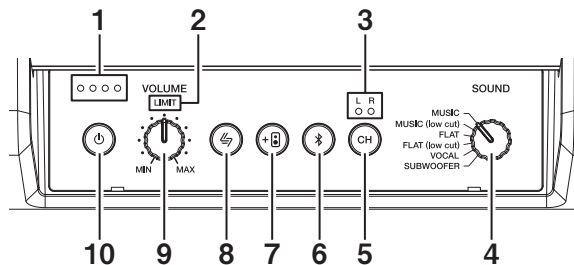 1 2 3
VOLUME
LIMIT
L R
SOUND
MUSIC
MUSIC (low cut)
FLAT
FLAT (low cut)
VOCAL
SUBWOOFER
MIN MAX
+
CH
10 9 8 7 6 5 4